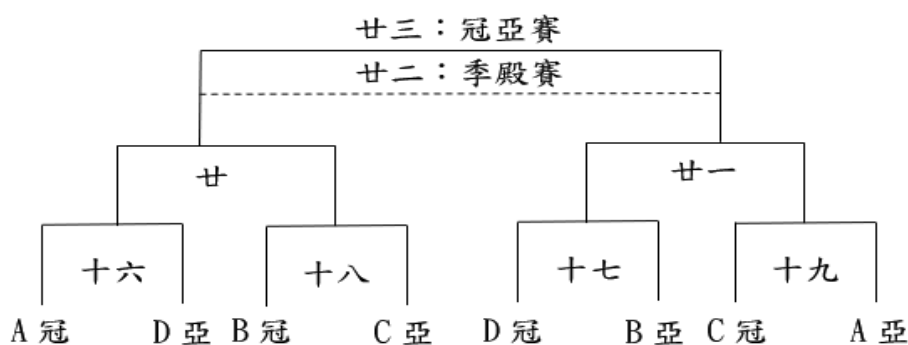 廿三：冠亞賽
廿二：季殿賽
廿 廿一
十六 十八 十七 十九
A冠 D亞 B冠 C亞 D冠 B亞 C冠 A亞